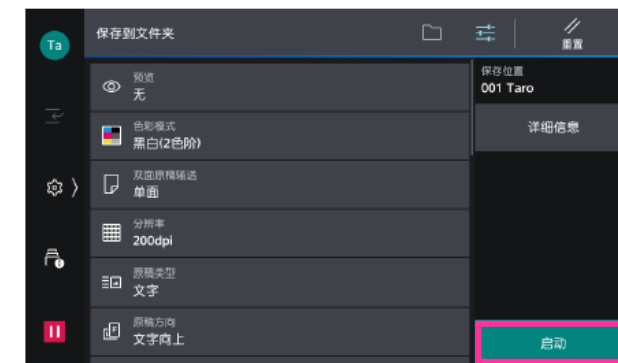 Ta
保存到文件夹
重置
预览
无
色彩模式
黑白(2色阶)
双面原稿输送
单面
分辨率
200dpi
原稿类型
文字
原稿方向
文字向上
保存位置
001 Taro
详细信息
启动